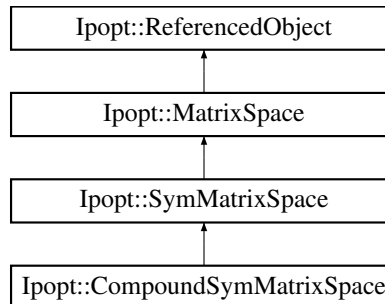 Ipopt::ReferencedObject
Ipopt::MatrixSpace
Ipopt::SymMatrixSpace
Ipopt::CompoundSymMatrixSpace